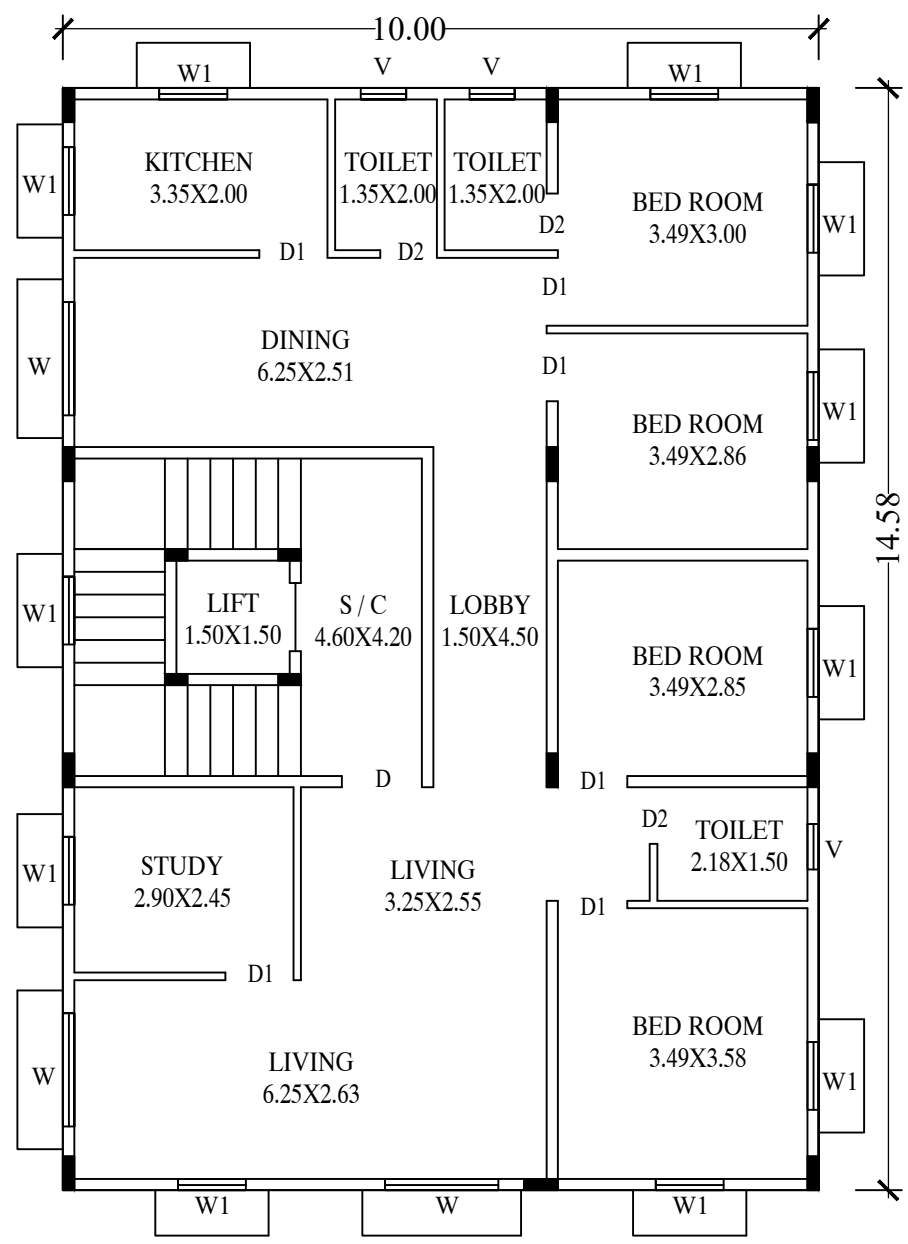 10.00
W1
V
V
W1
KITCHEN
3.35X2.00
TOILET
1.35X2.00
TOILET
1.35X2.00
BED ROOM
3.49X3.00
W1
W1
D1
D2
D2
D1
DINING
6.25X2.51
W
D1
BED ROOM
3.49X2.86
W1
14.58
W1
LIFT
1.50X1.50
S / C
4.60X4.20
LOBBY
1.50X4.50
BED ROOM
3.49X2.85
W1
D
D1
D2
TOILET
2.18X1.50
V
W1
STUDY
2.90X2.45
LIVING
3.25X2.55
D1
D1
W
LIVING
6.25X2.63
BED ROOM
3.49X3.58
W1
W1
W
W1